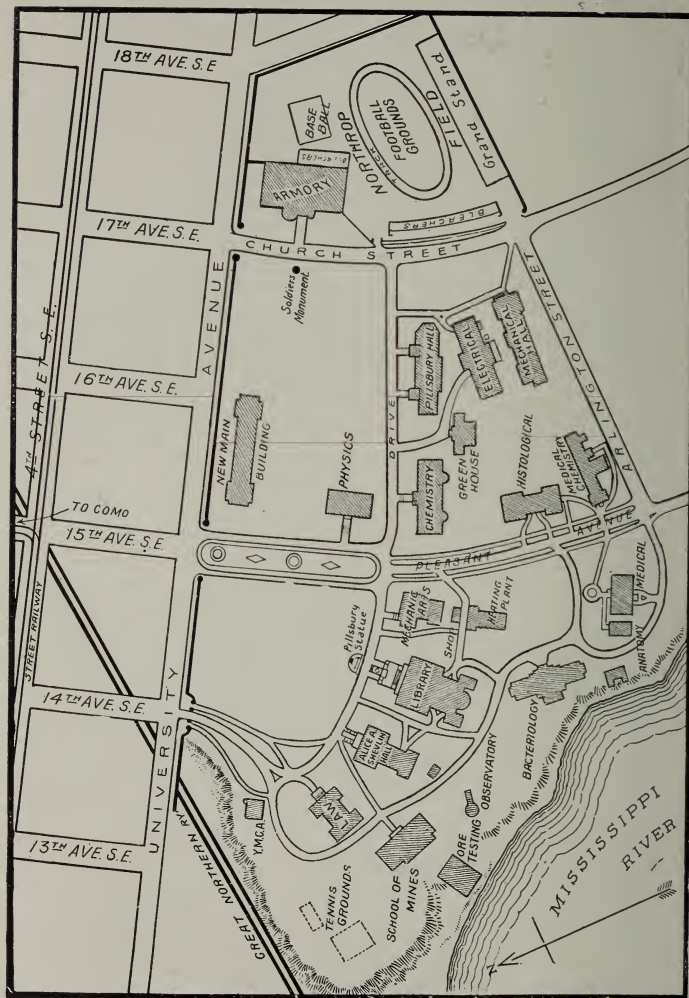 18TH AVE. S.E
17TH AVE. S.E.
16TH AVE. S.E.
15TH AVE. S.E.
14TH AVE. S.E.
13TH AVE. S.E.
4TH STREET S.E.
TO COMO
STREET RAILWAY
UNIVERSITY AVENUE
GREAT NORTHERN RY
BASE
BALL
BLEACHERS
ARMORY
NORTHROP
FIELD
TRACK
FOOTBALL
GROUNDS
Grand Stand
BLEACHERS
CHURCH STREET
Soldiers
Monument
NEW MAIN
BUILDING
PHYSICS
DRIVE
PILLSBURY HALL
ELECTRICAL
MECHANICAL
HALL
ARLINGTON STREET
CHEMISTRY
GREEN
HOUSE
HISTOLOGICAL
MEDICAL
CHEMISTRY
PLEASANT AVENUE
Pillsbury
Statue
MECHANIC ARTS
SHOP
HEATING
PLANT
LIBRARY
ALICE A.
SHEVLIN
HALL
MEDICAL
ANATOMY
BACTERIOLOGY
OBSERVATORY
Y.M.C.A.
LAW
TENNIS
GROUNDS
SCHOOL OF
MINES
ORE
TESTING
MISSISSIPPI
RIVER
N